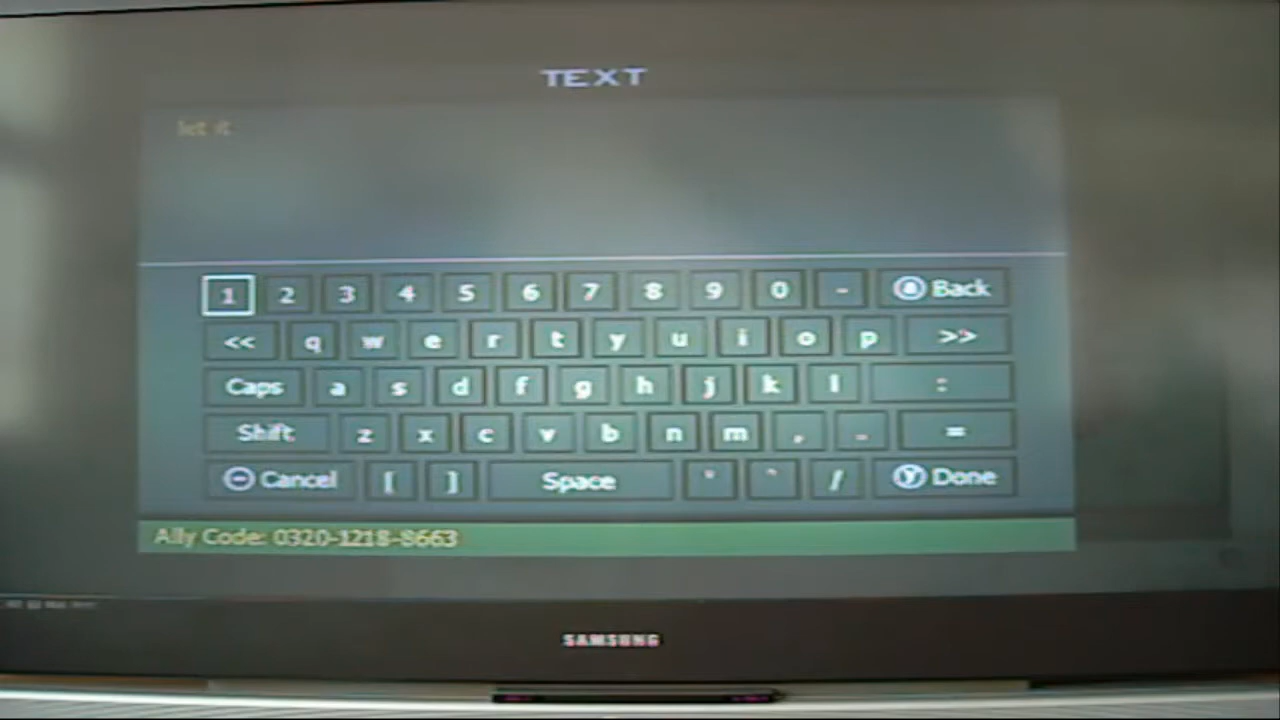 TEXT
let it
1 2 3 4 5 6 7 8 9 0 - Back
<< q w e r t y u i o p >>
Caps a s d f g h j k l :
Shift z x c v b n m , . =
Cancel [ ] Space ' ` / Y Done
Ally Code: 0320-1218-8663
SAMSUNG